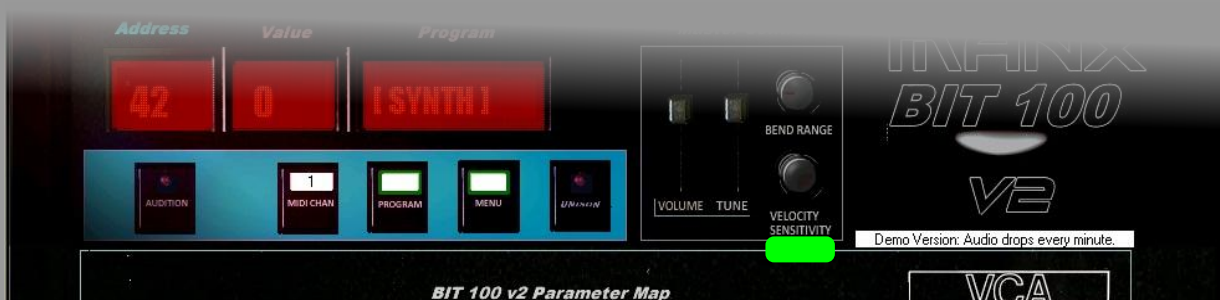 Address Value Program
42 0 [ SYNTH ]
BIT 100
BEND RANGE
1
AUDITION MIDI CHAN PROGRAM MENU UNISON
VOLUME TUNE
VELOCITY
SENSITIVITY
V2
Demo Version: Audio drops every minute.
BIT 100 v2 Parameter Map
VCA